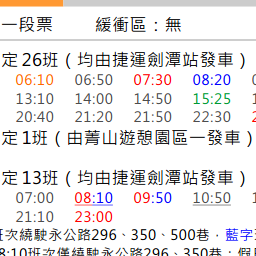 一段票 緩衝區：無
定 26班（均由捷運劍潭站發車）
06:10 06:50 07:30 08:20
13:10 14:00 14:50 15:25
20:40 21:20 21:50 22:30
定 1班（由菁山遊憩園區一發車）
定 13班（均由捷運劍潭站發車）
07:00 08:10 09:50 10:50
21:10 23:00
班次繞駛永公路296、350、500巷，藍字
8:10班次僅繞駛永公路296、350巷；假